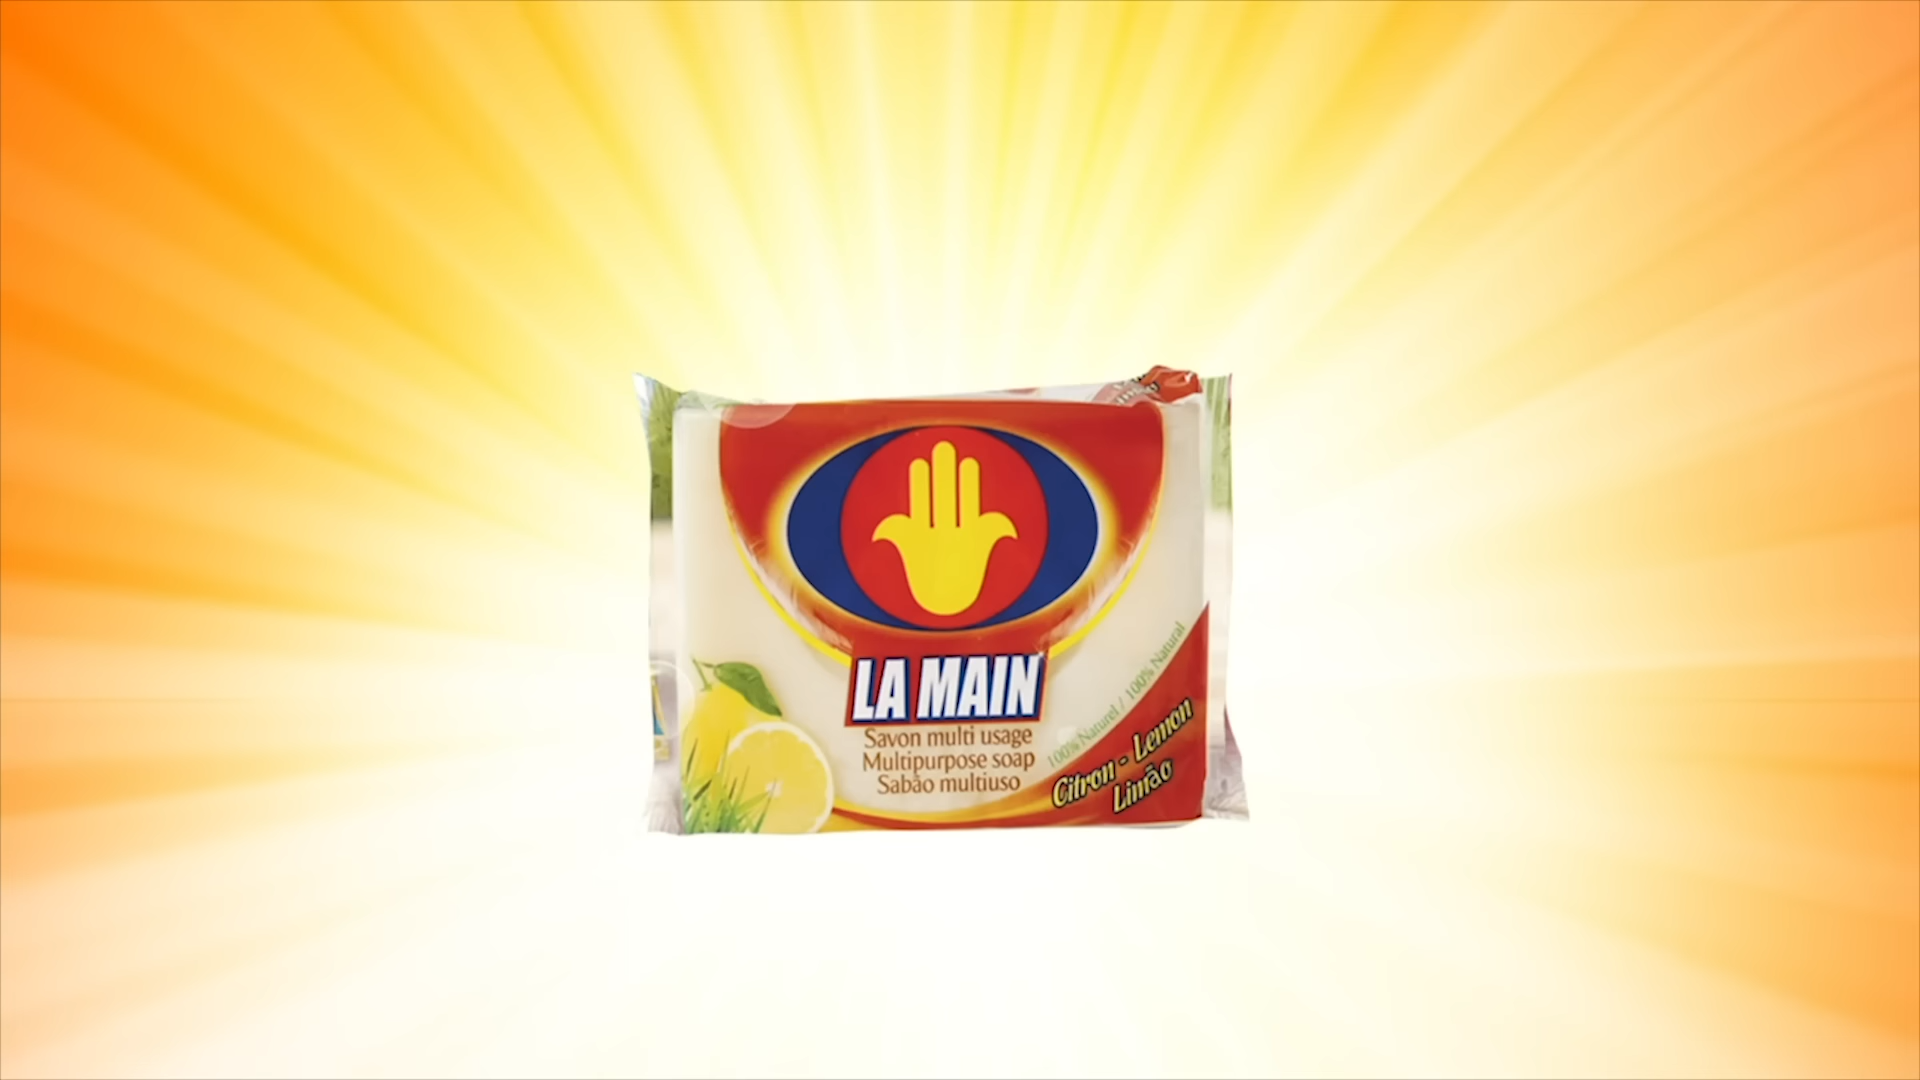 LA MAIN
Savon multi usage
Multipurpose soap
Sabão multiuso
100% Naturel / 100% Natural
Citron - Lemon
Limão